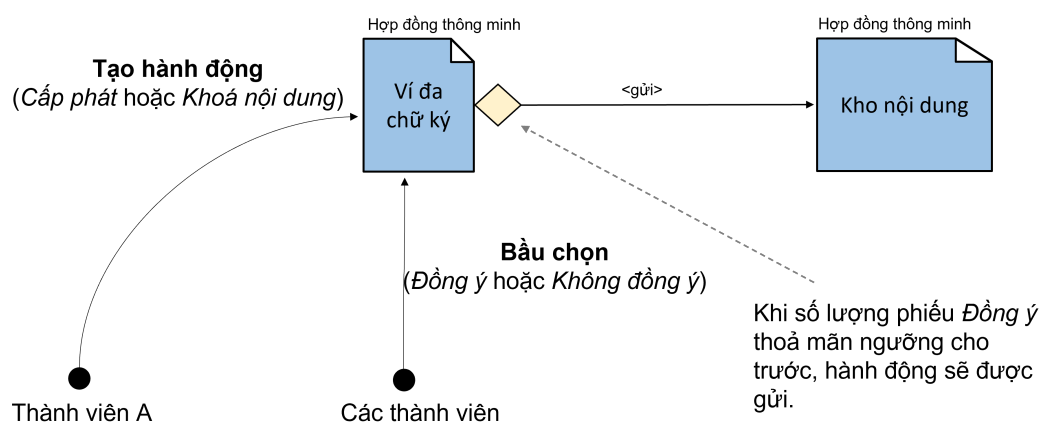 Hợp đồng thông minh
Hợp đồng thông minh
Tạo hành động
(Cấp phát hoặc Khoá nội dung)
Ví đa
chữ ký
<gửi>
Kho nội dung
Bầu chọn
(Đồng ý hoặc Không đồng ý)
Khi số lượng phiếu Đồng ý
thoả mãn ngưỡng cho
trước, hành động sẽ được
gửi.
Thành viên A
Các thành viên